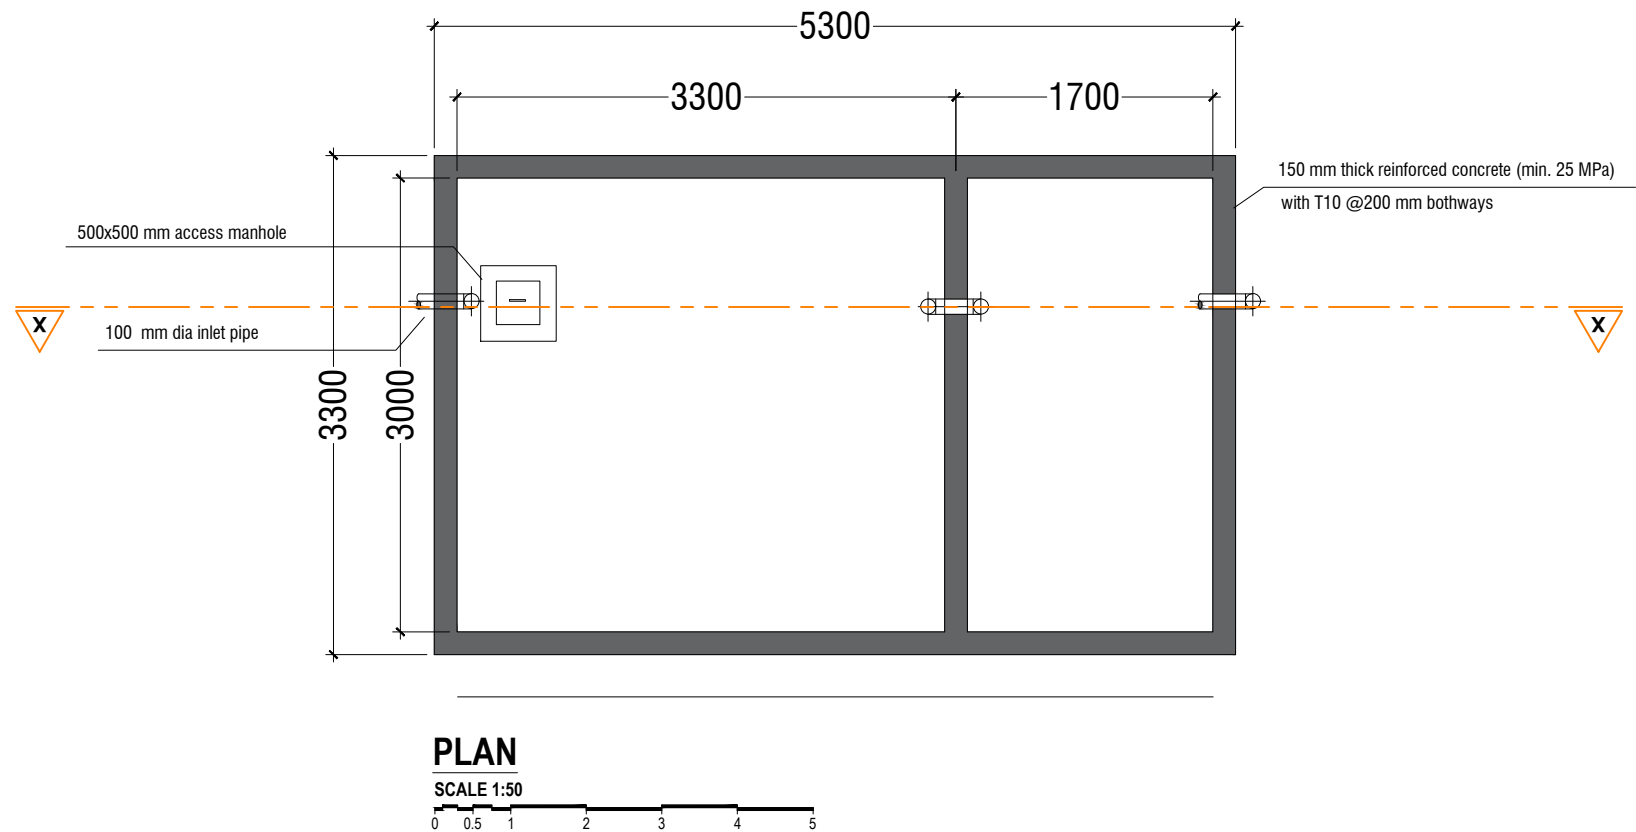 5300
3300
1700
150 mm thick reinforced concrete (min. 25 MPa)
with T10 @200 mm bothways
500x500 mm access manhole
X
X
100 mm dia inlet pipe
3300
3000
PLAN
SCALE 1:50
0 0.5 1 2 3 4 5